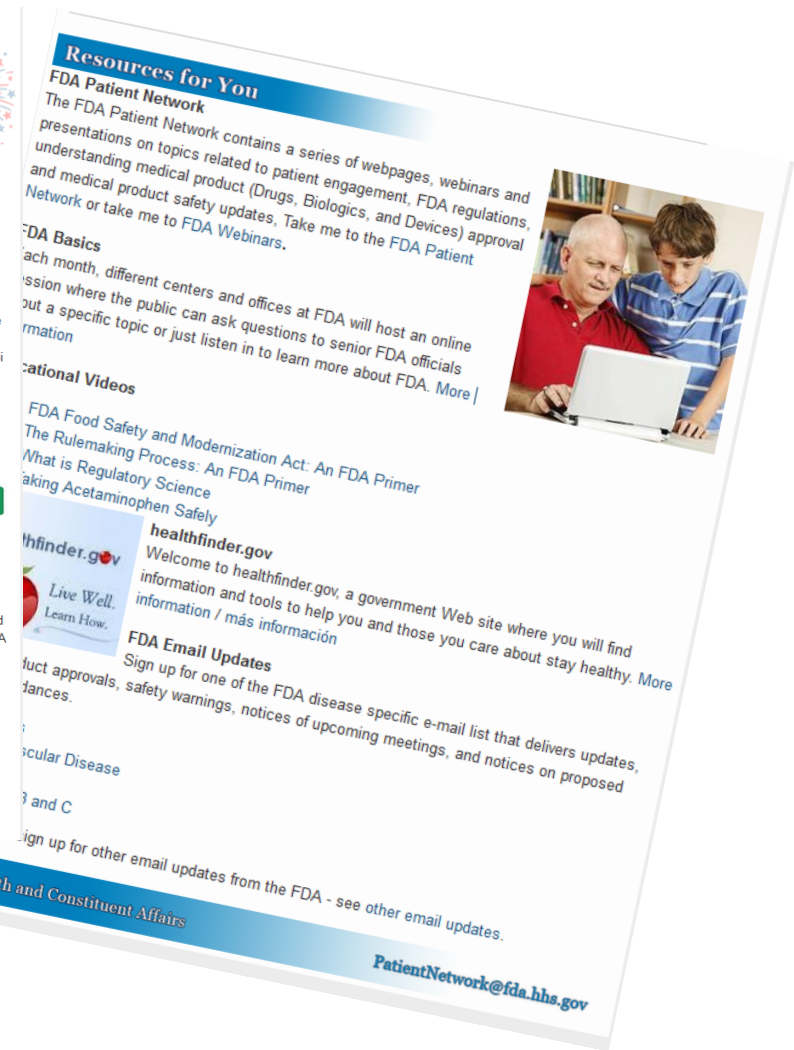 Resources for You
FDA Patient Network
The FDA Patient Network contains a series of webpages, webinars and
presentations on topics related to patient engagement, FDA regulations,
understanding medical product (Drugs, Biologics, and Devices) approval
and medical product safety updates, Take me to the FDA Patient
Network or take me to FDA Webinars.
FDA Basics
Each month, different centers and offices at FDA will host an online
ssion where the public can ask questions to senior FDA officials
out a specific topic or just listen in to learn more about FDA. More |
rmation
cational Videos
FDA Food Safety and Modernization Act: An FDA Primer
The Rulemaking Process: An FDA Primer
What is Regulatory Science
aking Acetaminophen Safely
thfinder.gov
Live Well.
Learn How.
healthfinder.gov
Welcome to healthfinder.gov, a government Web site where you will find
information and tools to help you and those you care about stay healthy. More
information / más información
FDA Email Updates
Sign up for one of the FDA disease specific e-mail list that delivers updates,
duct approvals, safety warnings, notices of upcoming meetings, and notices on proposed
dances.
scular Disease
B and C
ign up for other email updates from the FDA - see other email updates.
th and Constituent Affairs
PatientNetwork@fda.hhs.gov